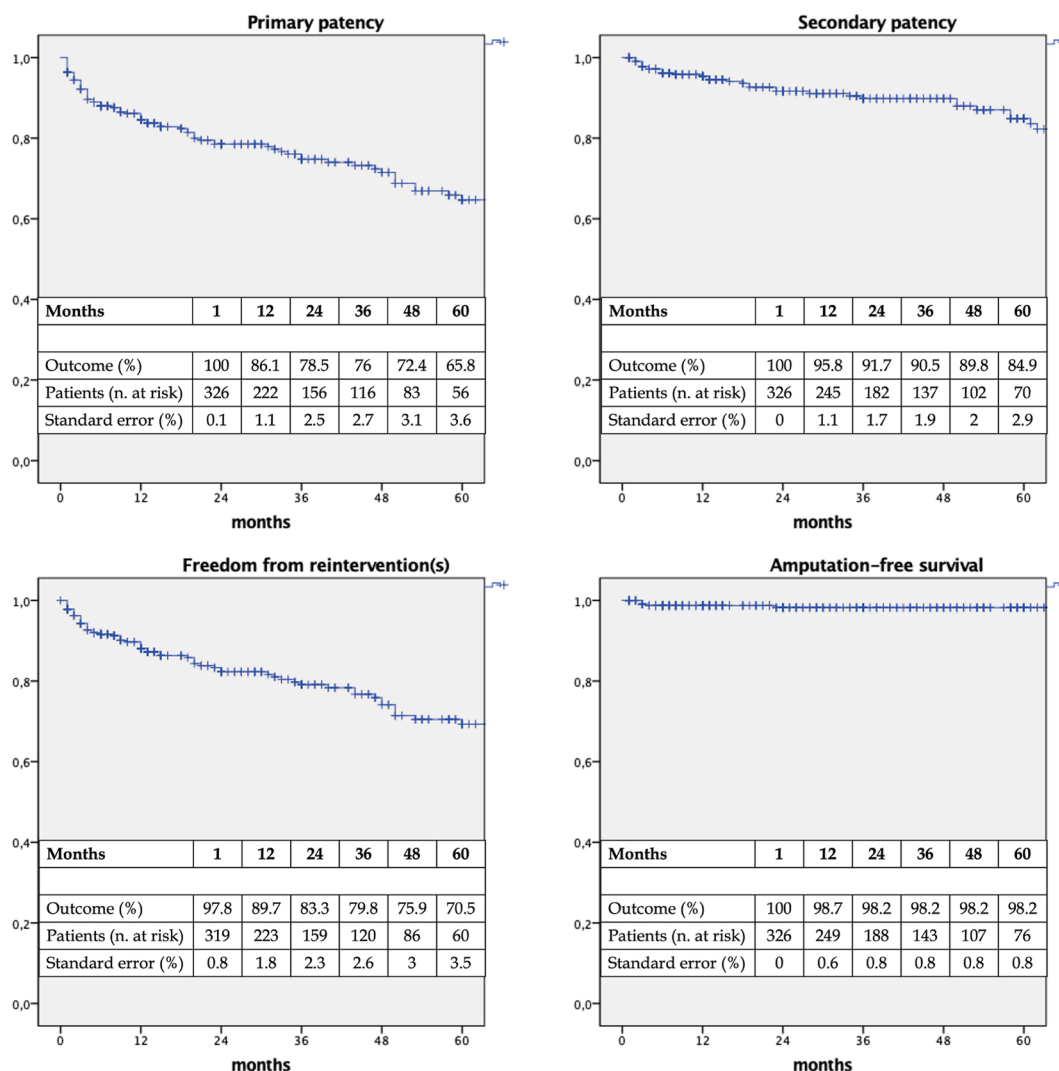 Primary patency
1,0
0,8
0,6
0,4
0,2
0,0
Months 1 12 24 36 48 60
Outcome (%) 100 86.1 78.5 76 72.4 65.8
Patients (n. at risk) 326 222 156 116 83 56
Standard error (%) 0.1 1.1 2.5 2.7 3.1 3.6
0 12 24 36 48 60
months
Secondary patency
1,0
0,8
0,6
0,4
0,2
0,0
Months 1 12 24 36 48 60
Outcome (%) 100 95.8 91.7 90.5 89.8 84.9
Patients (n. at risk) 326 245 182 137 102 70
Standard error (%) 0 1.1 1.7 1.9 2 2.9
0 12 24 36 48 60
months
Freedom from reintervention(s)
1,0
0,8
0,6
0,4
0,2
0,0
Months 1 12 24 36 48 60
Outcome (%) 97.8 89.7 83.3 79.8 75.9 70.5
Patients (n. at risk) 319 223 159 120 86 60
Standard error (%) 0.8 1.8 2.3 2.6 3 3.5
0 12 24 36 48 60
months
Amputation-free survival
1,0
0,8
0,6
0,4
0,2
0,0
Months 1 12 24 36 48 60
Outcome (%) 100 98.7 98.2 98.2 98.2 98.2
Patients (n. at risk) 326 249 188 143 107 76
Standard error (%) 0 0.6 0.8 0.8 0.8 0.8
0 12 24 36 48 60
months